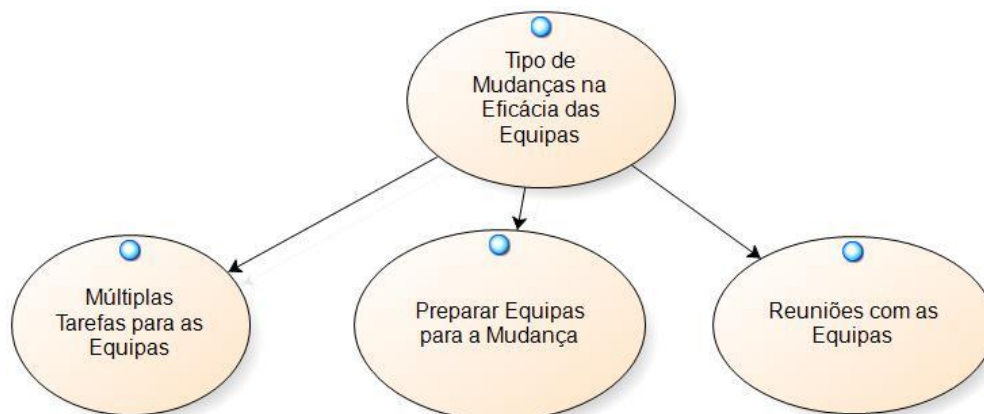 Tipo de
Mudanças na
Eficácia das
Equipas
Múltiplas
Tarefas para as
Equipas
Preparar Equipas
para a Mudança
Reuniões com as
Equipas